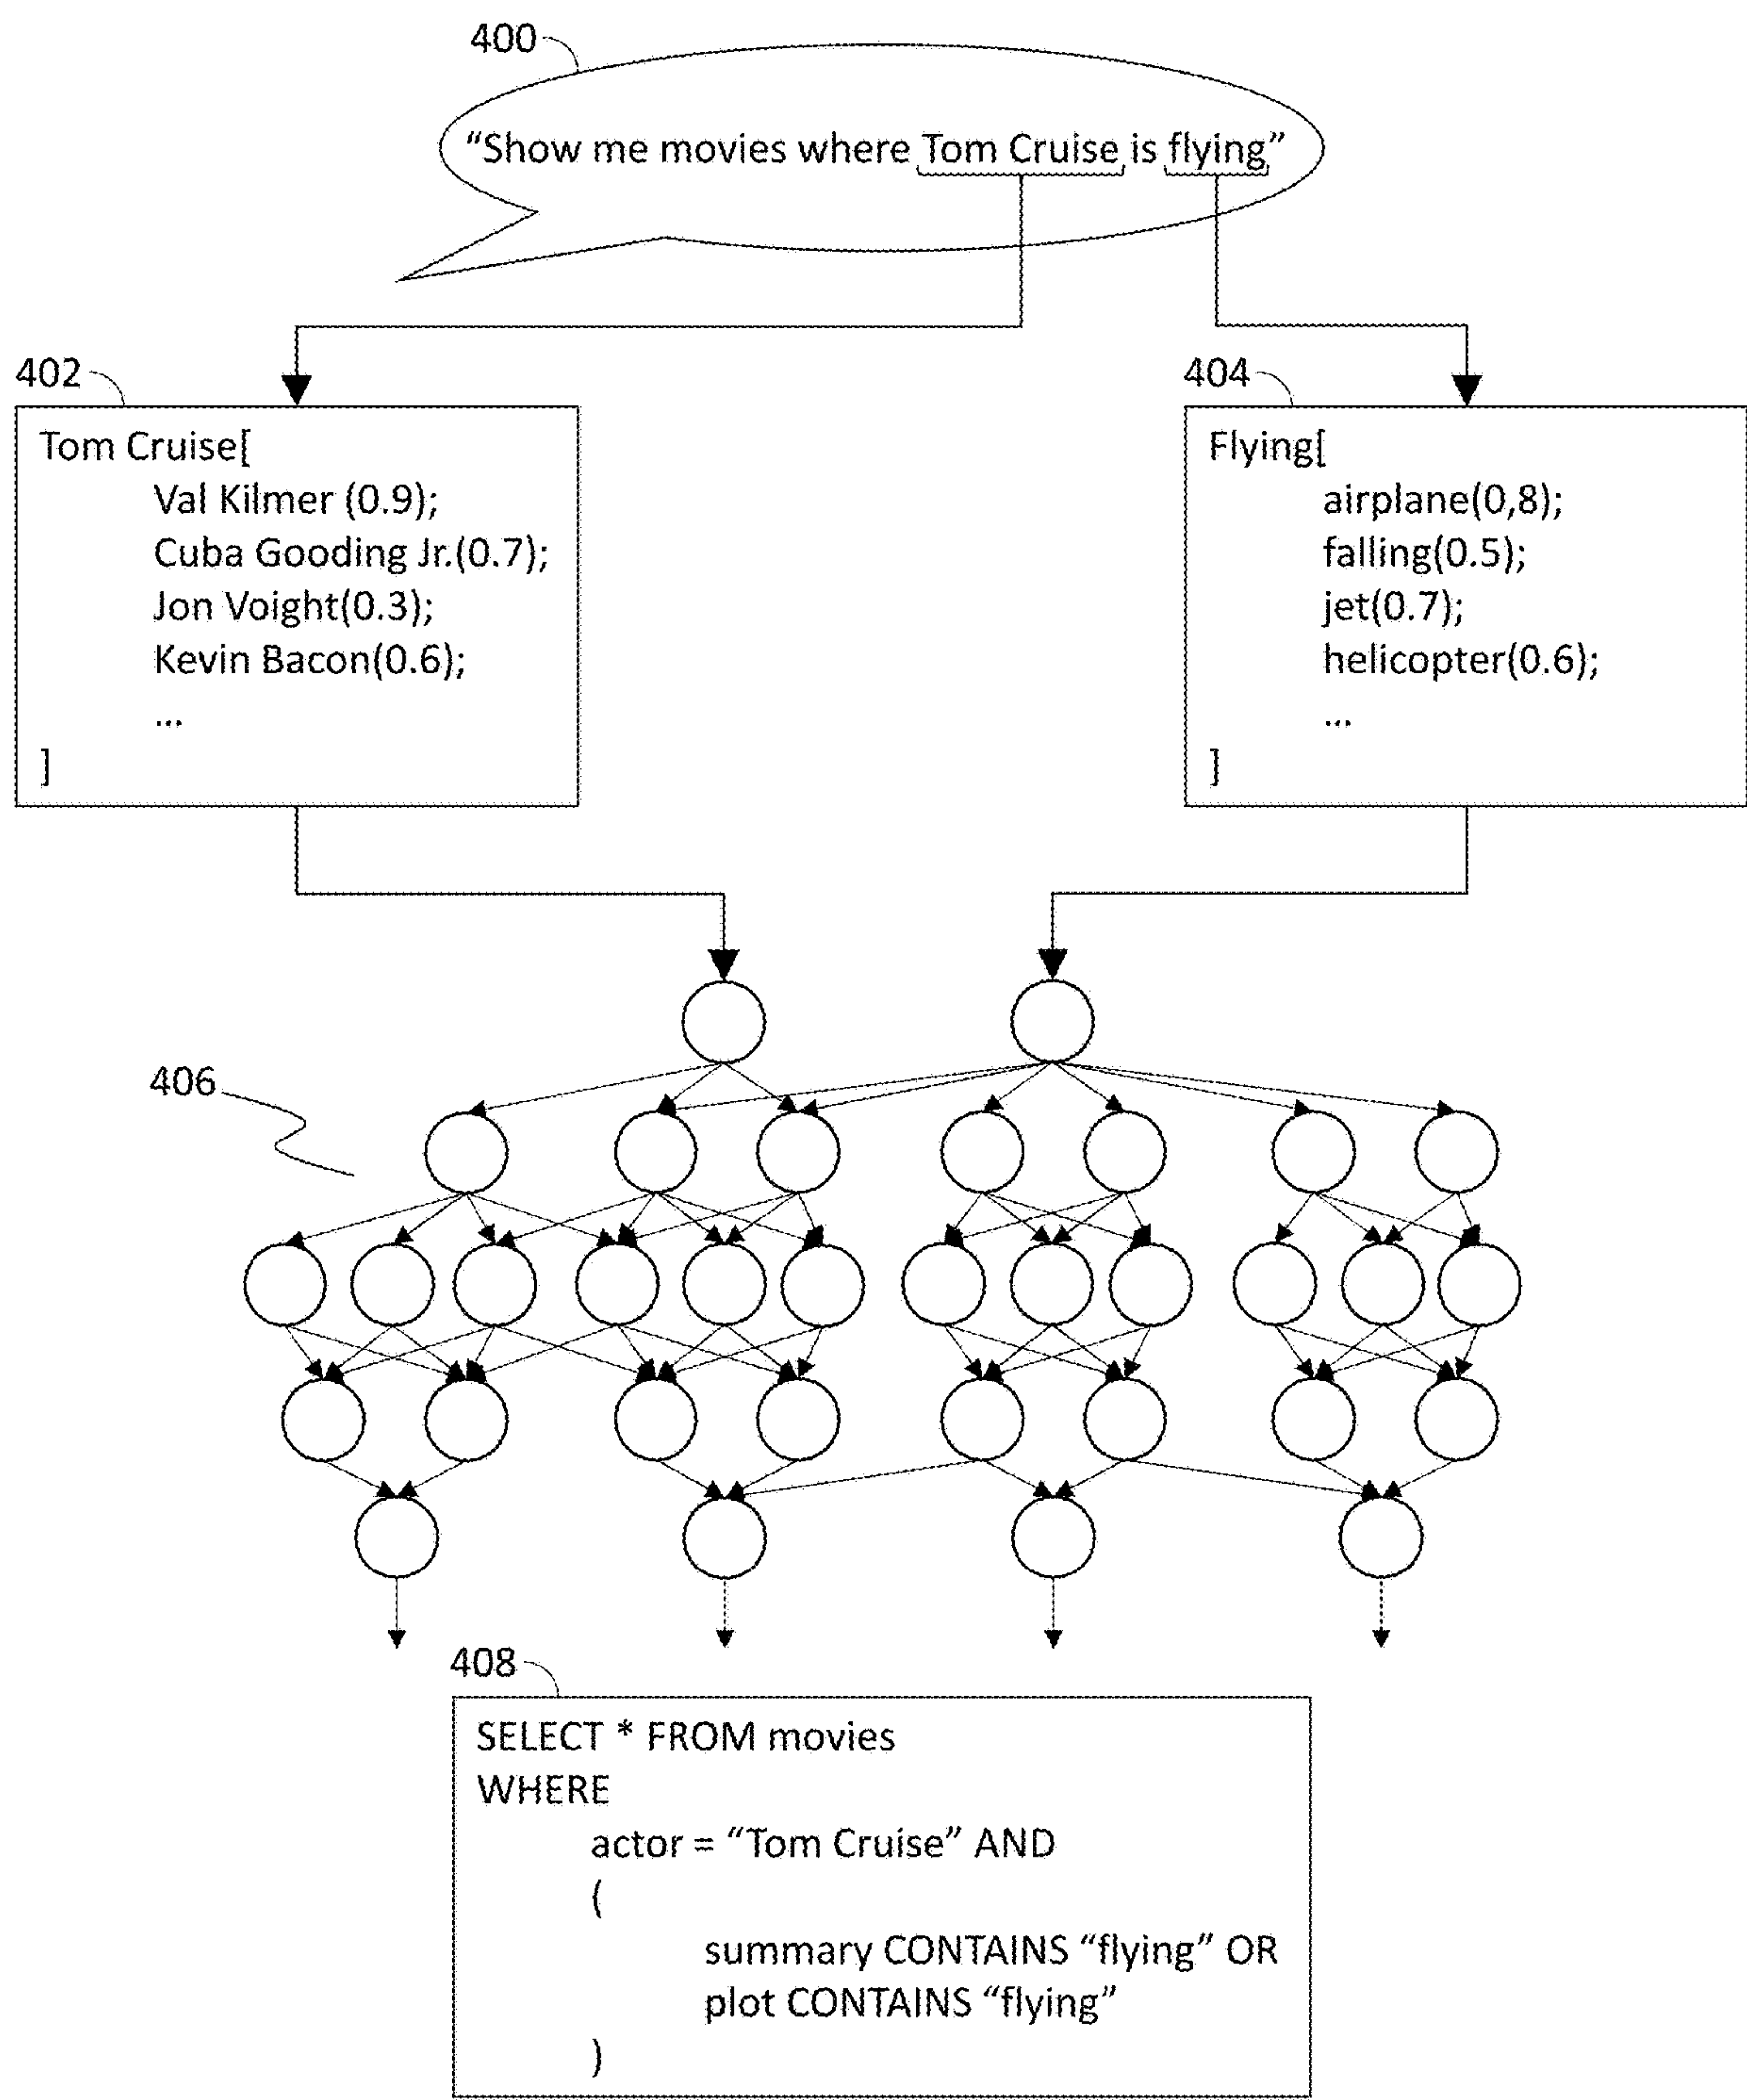 400
“Show me movies where Tom Cruise is flying”
402
Tom Cruise[
Val Kilmer (0.9);
Cuba Gooding Jr.(0.7);
Jon Voight(0.3);
Kevin Bacon(0.6);
...
]
404
Flying[
airplane(0,8);
falling(0.5);
jet(0.7);
helicopter(0.6);
...
]
406
408
SELECT * FROM movies
WHERE
actor = “Tom Cruise” AND
(
summary CONTAINS “flying” OR
plot CONTAINS “flying”
)